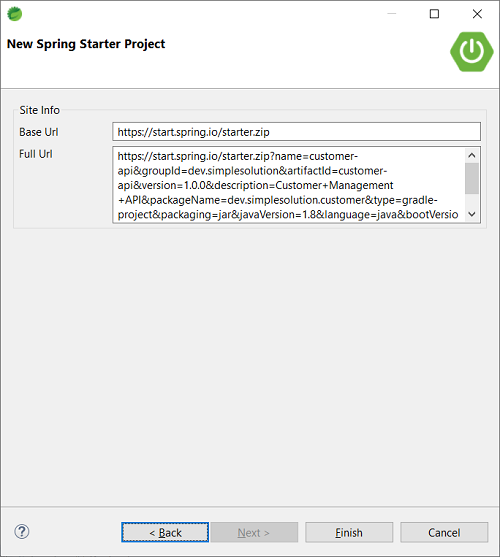 New Spring Starter Project
Site Info
Base Url
https://start.spring.io/starter.zip
Full Url
https://start.spring.io/starter.zip?name=customer-
api&groupId=dev.simplesolution&artifactId=customer-
api&version=1.0.0&description=Customer+Management
+API&packageName=dev.simplesolution.customer&type=gradle-
project&packaging=jar&javaVersion=1.8&language=java&bootVersio
?
< Back
Next >
Finish
Cancel